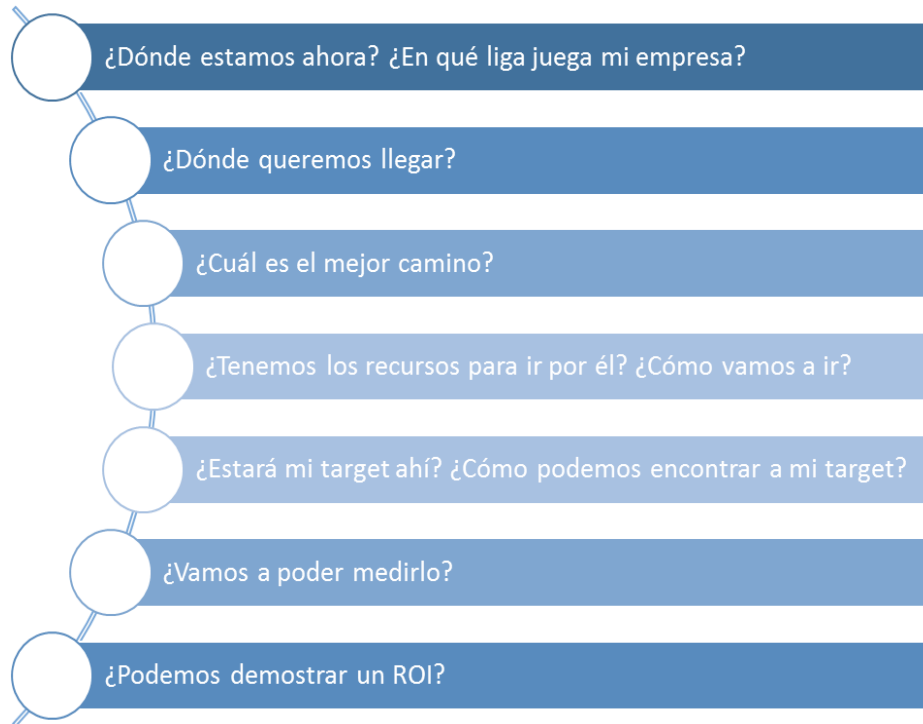 ¿Dónde estamos ahora? ¿En qué liga juega mi empresa?
¿Dónde queremos llegar?
¿Cuál es el mejor camino?
¿Tenemos los recursos para ir por él? ¿Cómo vamos a ir?
¿Estará mi target ahí? ¿Cómo podemos encontrar a mi target?
¿Vamos a poder medirlo?
¿Podemos demostrar un ROI?